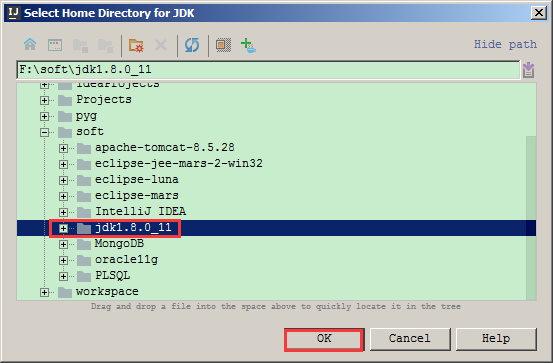 IJ Select Home Directory for JDK
Hide path
F:\soft\jdk1.8.0_11
IdeaProjects
Projects
pyg
soft
apache-tomcat-8.5.28
eclipse-jee-mars-2-win32
eclipse-luna
eclipse-mars
IntelliJ IDEA
jdk1.8.0_11
MongoDB
oracle11g
PLSQL
workspace
Drag and drop a file into the space above to quickly locate it in the tree
OK Cancel Help